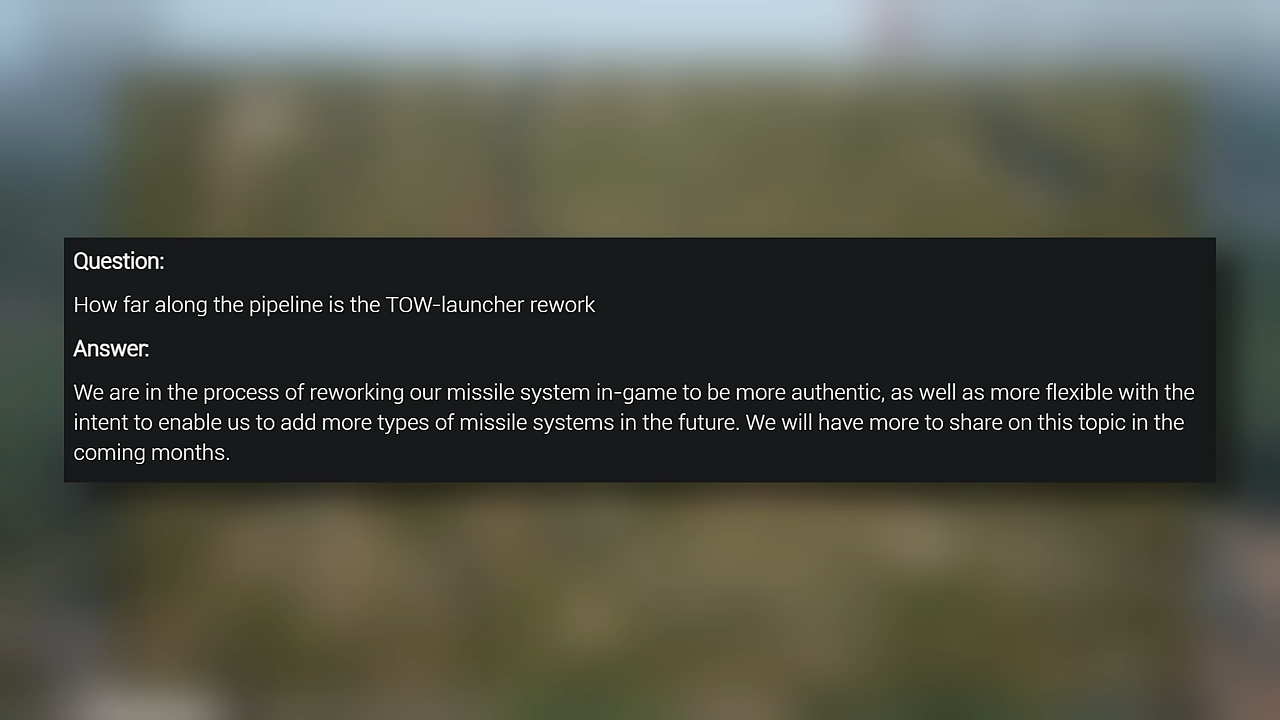 Question:
How far along the pipeline is the TOW-launcher rework
Answer:
We are in the process of reworking our missile system in-game to be more authentic, as well as more flexible with the
intent to enable us to add more types of missile systems in the future. We will have more to share on this topic in the
coming months.